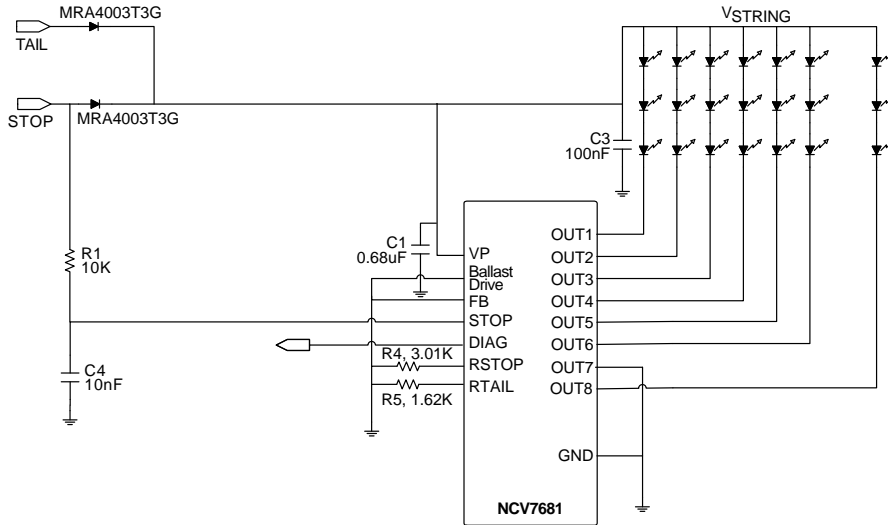 MRA4003T3G
TAIL
VSTRING
STOP
MRA4003T3G
C3
100nF
R1
10K
C1
0.68uF
C4
10nF
VP
Ballast
Drive
FB
STOP
DIAG
R4, 3.01K
RSTOP
R5, 1.62K
RTAIL
OUT1
OUT2
OUT3
OUT4
OUT5
OUT6
OUT7
OUT8
GND
NCV7681